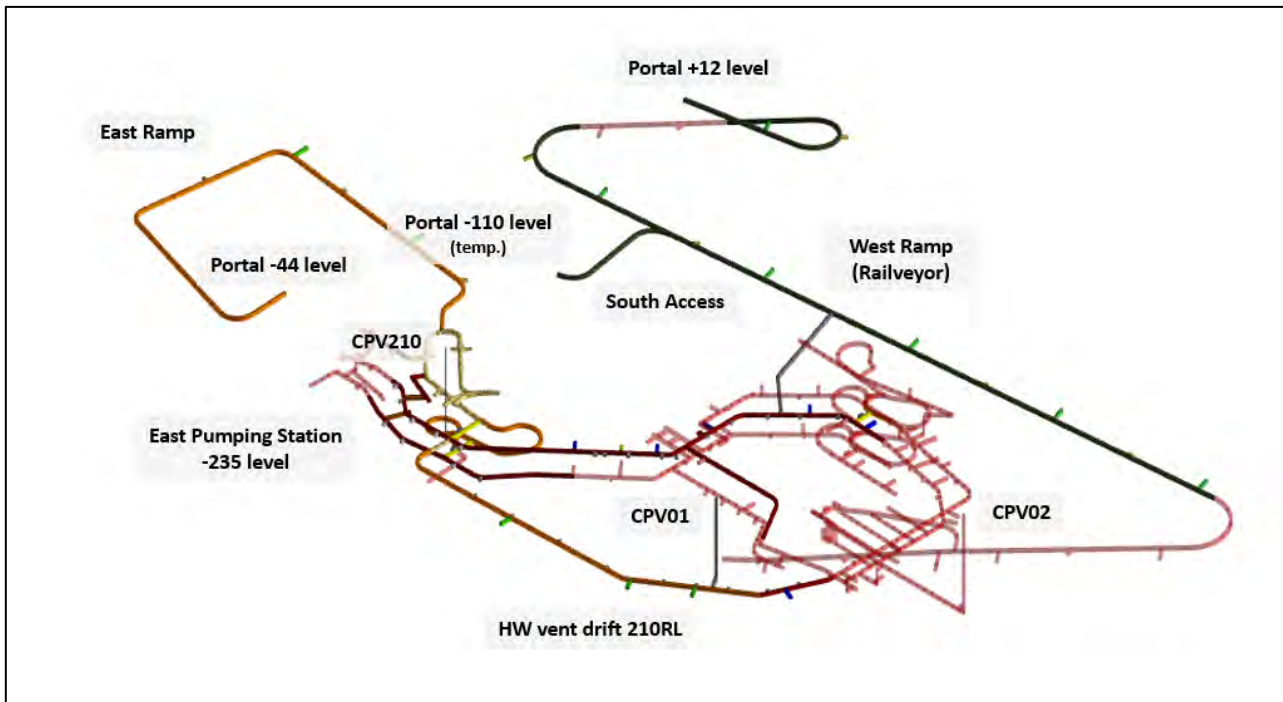 Portal +12 level
East Ramp
Portal -110 level
(temp.)
West Ramp
(Railveyor)
Portal -44 level
South Access
CPV210
East Pumping Station
-235 level
CPV01
CPV02
HW vent drift 210RL